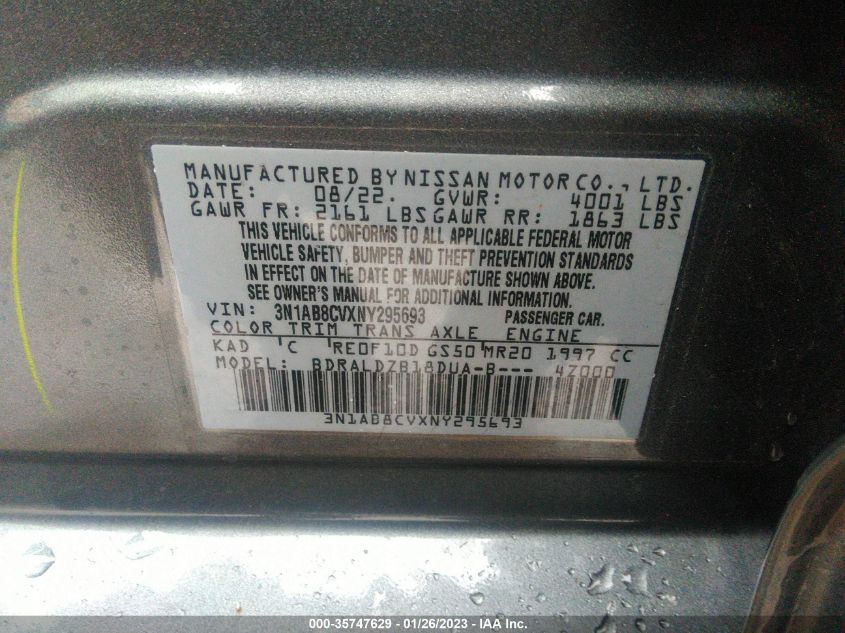 MANUFACTURED BY NISSAN MOTOR CO., LTD.
DATE: 08/22. GVWR: 4001 LBS
GAWR FR: 2161 LBS GAWR RR: 1863 LBS
THIS VEHICLE CONFORMS TO ALL APPLICABLE FEDERAL MOTOR
VEHICLE SAFETY, BUMPER AND THEFT PREVENTION STANDARDS
IN EFFECT ON THE DATE OF MANUFACTURE SHOWN ABOVE.
SEE OWNER'S MANUAL FOR ADDITIONAL INFORMATION.
VIN: 3N1AB8CVXNY295693 PASSENGER CAR.
COLOR TRIM TRANS AXLE ENGINE
KAD C RE0F10D GS50 MR20 1997 CC
MODEL: BDRALDZB18DUA-B--- 4Z000
3N1AB8CVXNY295693
000-35747629 - 01/26/2023 - IAA Inc.